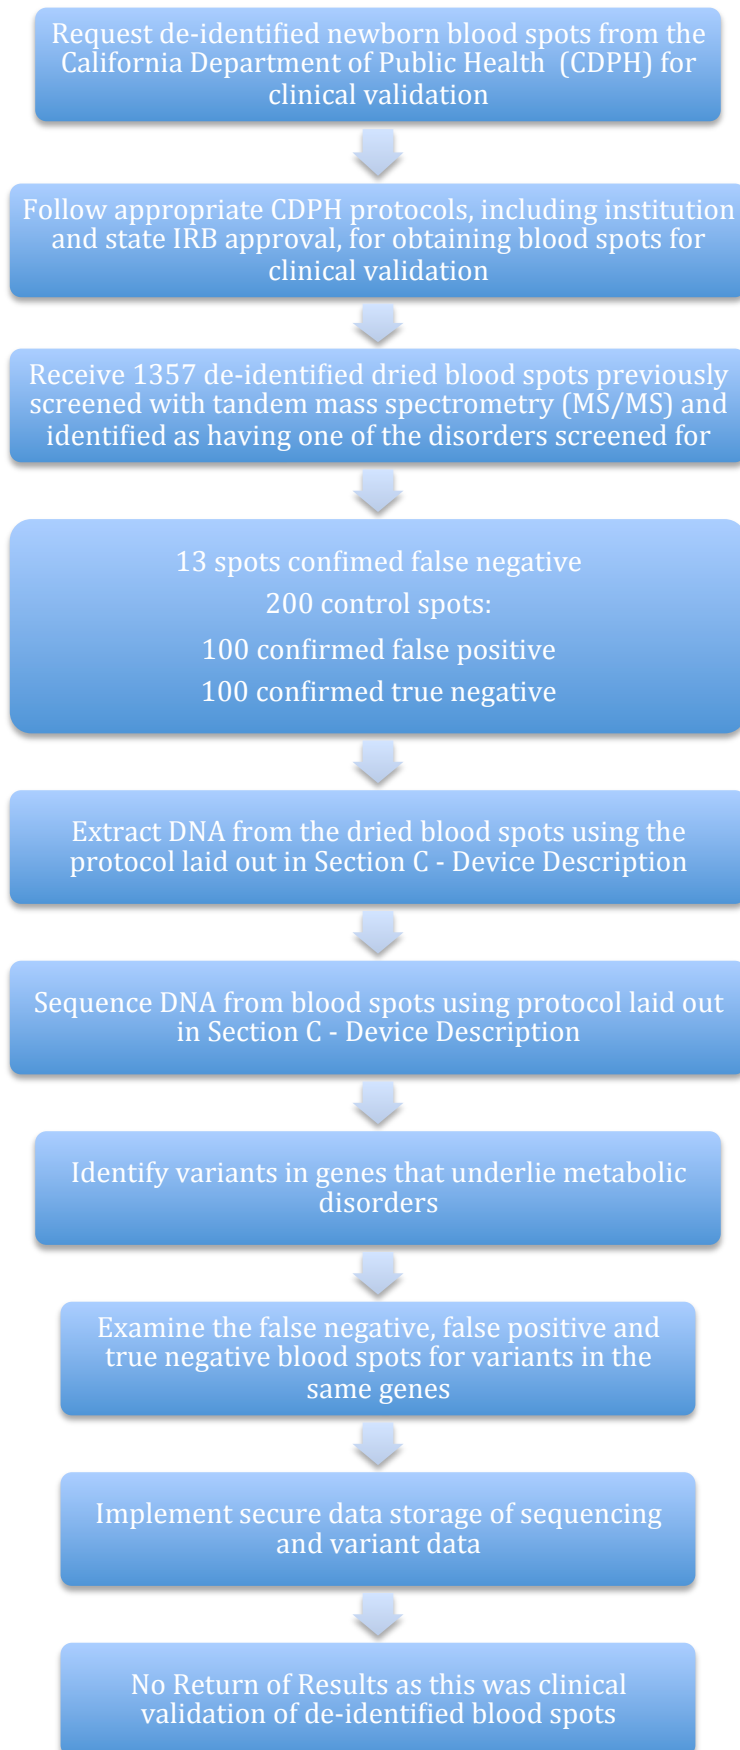 Request de-identified newborn blood spots from the
California Department of Public Health (CDPH) for
clinical validation
Follow appropriate CDPH protocols, including institution
and state IRB approval, for obtaining blood spots for
clinical validation
Receive 1357 de-identified dried blood spots previously
screened with tandem mass spectrometry (MS/MS) and
identified as having one of the disorders screened for
13 spots confimed false negative
200 control spots:
100 confirmed false positive
100 confirmed true negative
Extract DNA from the dried blood spots using the
protocol laid out in Section C - Device Description
Sequence DNA from blood spots using protocol laid out
in Section C - Device Description
Identify variants in genes that underlie metabolic
disorders
Examine the false negative, false positive and
true negative blood spots for variants in the
same genes
Implement secure data storage of sequencing
and variant data
No Return of Results as this was clinical
validation of de-identified blood spots